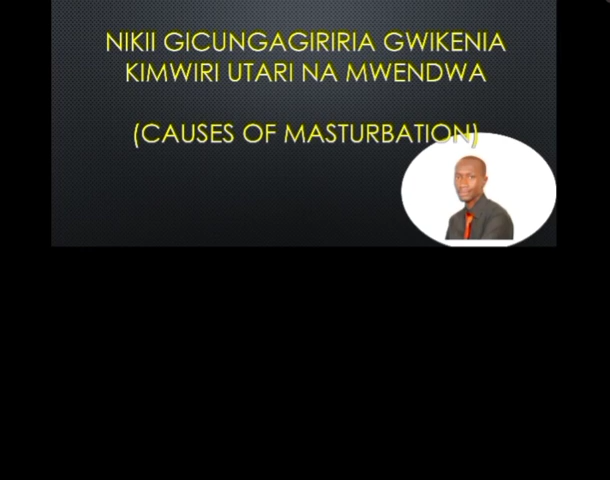 NIKII GICUNGAGIRIRIA GWIKENIA
KIMWIRI UTARI NA MWENDWA
(CAUSES OF MASTURBATION)